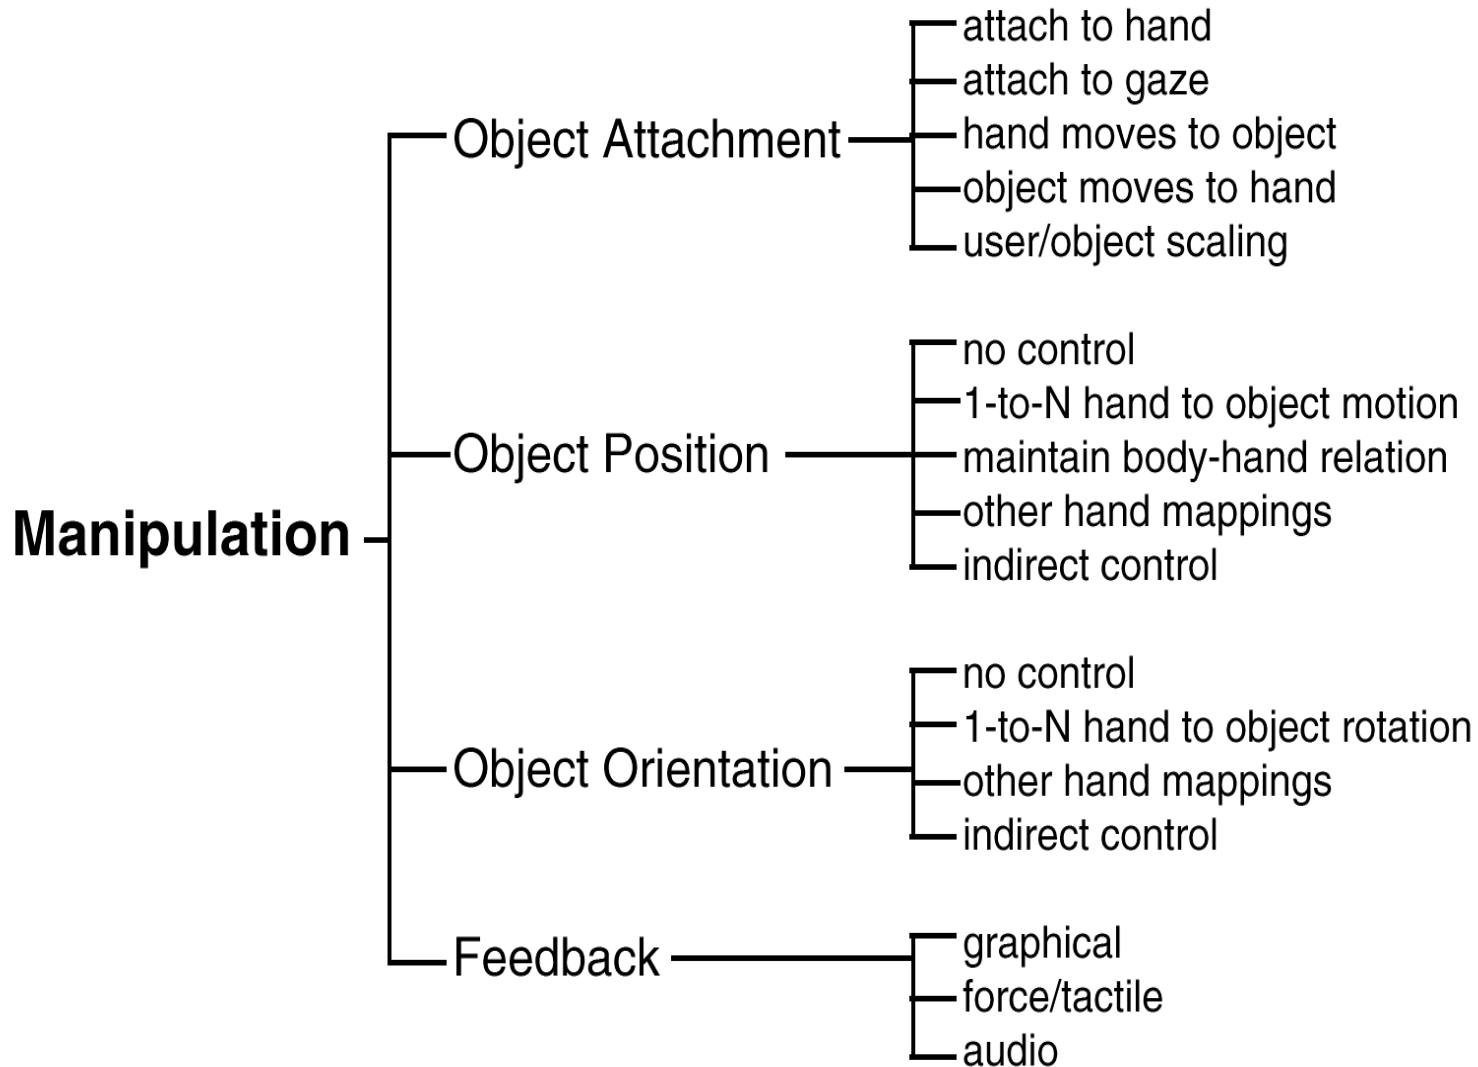 Manipulation
Object Attachment
attach to hand
attach to gaze
hand moves to object
object moves to hand
user/object scaling
Object Position
no control
1-to-N hand to object motion
maintain body-hand relation
other hand mappings
indirect control
Object Orientation
no control
1-to-N hand to object rotation
other hand mappings
indirect control
Feedback
graphical
force/tactile
audio